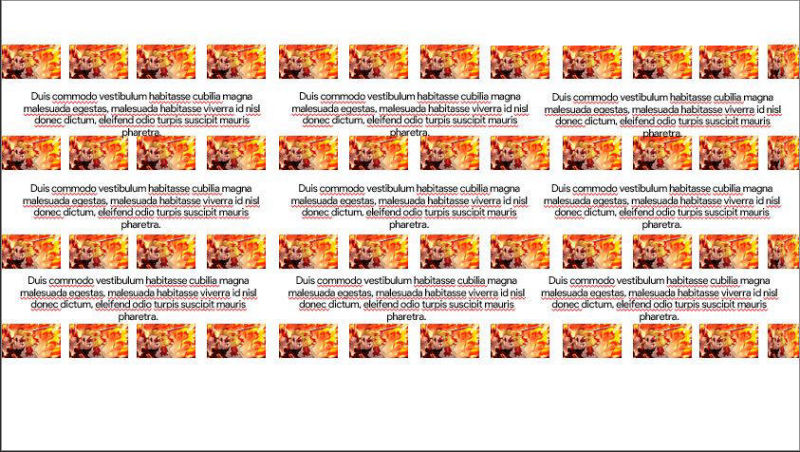 Duis commodo vestibulum habitasse cubilia magna
malesuada egestas, malesuada habitasse viverra id nisl
donec dictum, eleifend odio turpis suscipit mauris
pharetra.
Duis commodo vestibulum habitasse cubilia magna
malesuada egestas, malesuada habitasse viverra id nisl
donec dictum, eleifend odio turpis suscipit mauris
pharetra.
Duis commodo vestibulum habitasse cubilia magna
malesuada egestas, malesuada habitasse viverra id nisl
donec dictum, eleifend odio turpis suscipit mauris
pharetra.
Duis commodo vestibulum habitasse cubilia magna
malesuada egestas, malesuada habitasse viverra id nisl
donec dictum, eleifend odio turpis suscipit mauris
pharetra.
Duis commodo vestibulum habitasse cubilia magna
malesuada egestas, malesuada habitasse viverra id nisl
donec dictum, eleifend odio turpis suscipit mauris
pharetra.
Duis commodo vestibulum habitasse cubilia magna
malesuada egestas, malesuada habitasse viverra id nisl
donec dictum, eleifend odio turpis suscipit mauris
pharetra.
Duis commodo vestibulum habitasse cubilia magna
malesuada egestas, malesuada habitasse viverra id nisl
donec dictum, eleifend odio turpis suscipit mauris
pharetra.
Duis commodo vestibulum habitasse cubilia magna
malesuada egestas, malesuada habitasse viverra id nisl
donec dictum, eleifend odio turpis suscipit mauris
pharetra.
Duis commodo vestibulum habitasse cubilia magna
malesuada egestas, malesuada habitasse viverra id nisl
donec dictum, eleifend odio turpis suscipit mauris
pharetra.